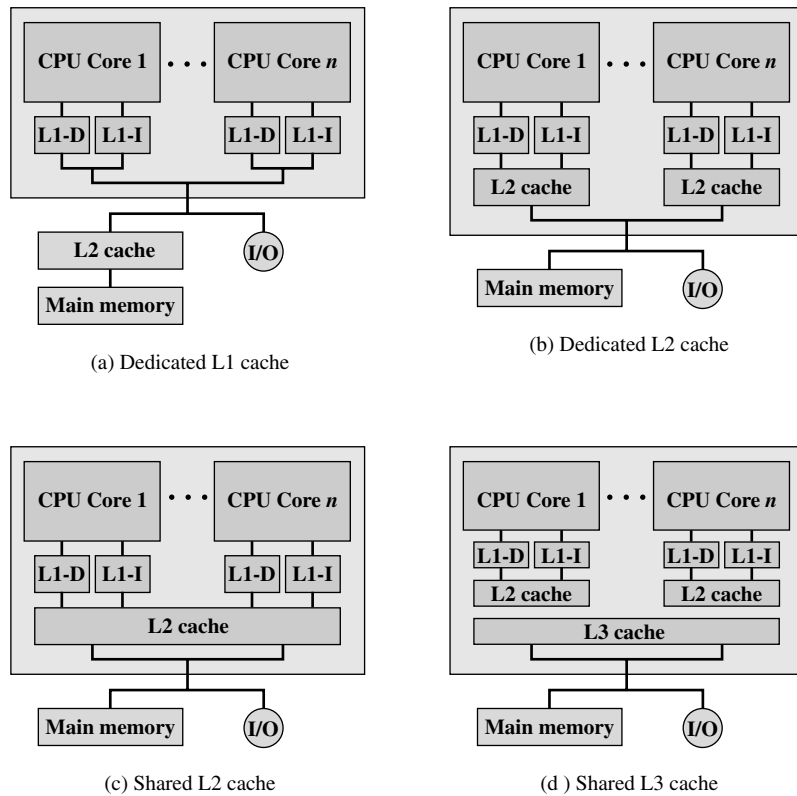 CPU Core 1 • • • CPU Core n
L1-D L1-I L1-D L1-I
L2 cache
I/O
Main memory
(a) Dedicated L1 cache
CPU Core 1 • • • CPU Core n
L1-D L1-I L1-D L1-I
L2 cache L2 cache
Main memory
I/O
(b) Dedicated L2 cache
CPU Core 1 • • • CPU Core n
L1-D L1-I L1-D L1-I
L2 cache
Main memory
I/O
(c) Shared L2 cache
CPU Core 1 • • • CPU Core n
L1-D L1-I L1-D L1-I
L2 cache L2 cache
L3 cache
Main memory
I/O
(d ) Shared L3 cache